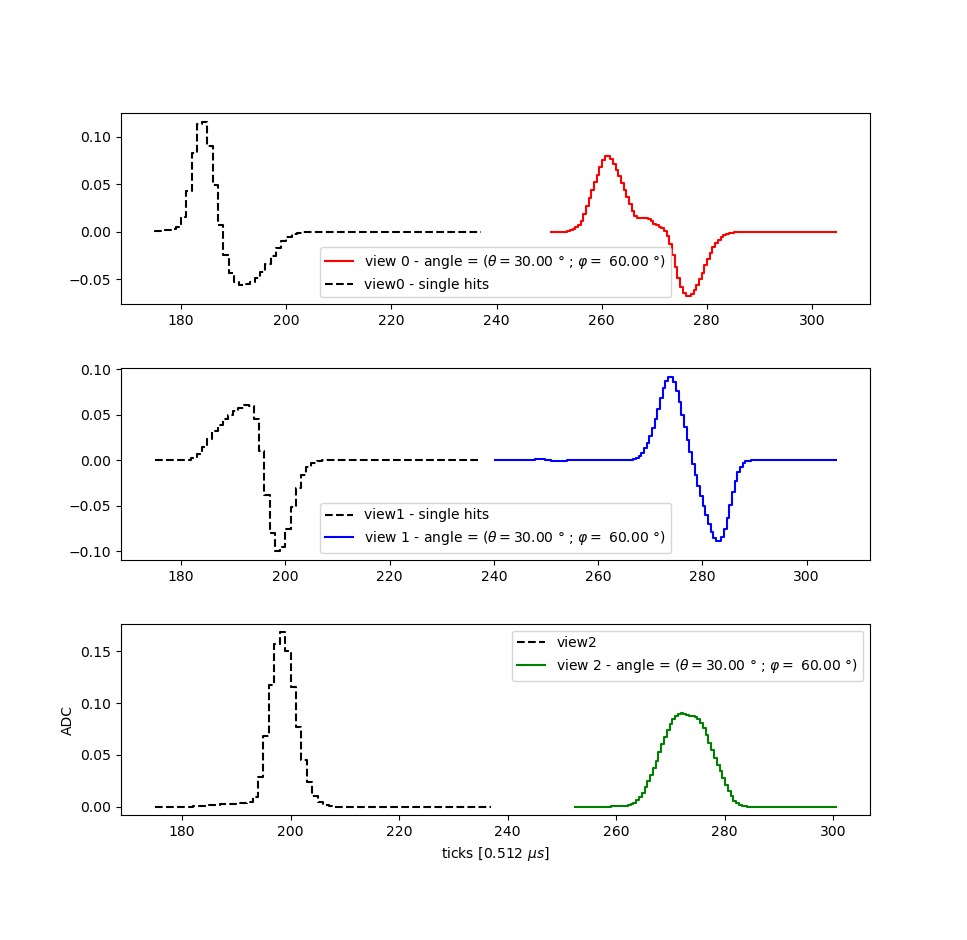 0.10
0.05
0.00
−0.05
view 0 - angle = (θ = 30.00 ° ; φ = 60.00 °)
view0 - single hits
180 200 220 240 260 280 300
0.10
0.05
0.00
−0.05
−0.10
view1 - single hits
view 1 - angle = (θ = 30.00 ° ; φ = 60.00 °)
180 200 220 240 260 280 300
0.15
0.10
0.05
0.00
ADC
view2
view 2 - angle = (θ = 30.00 ° ; φ = 60.00 °)
180 200 220 240 260 280 300
ticks [0.512 μs]